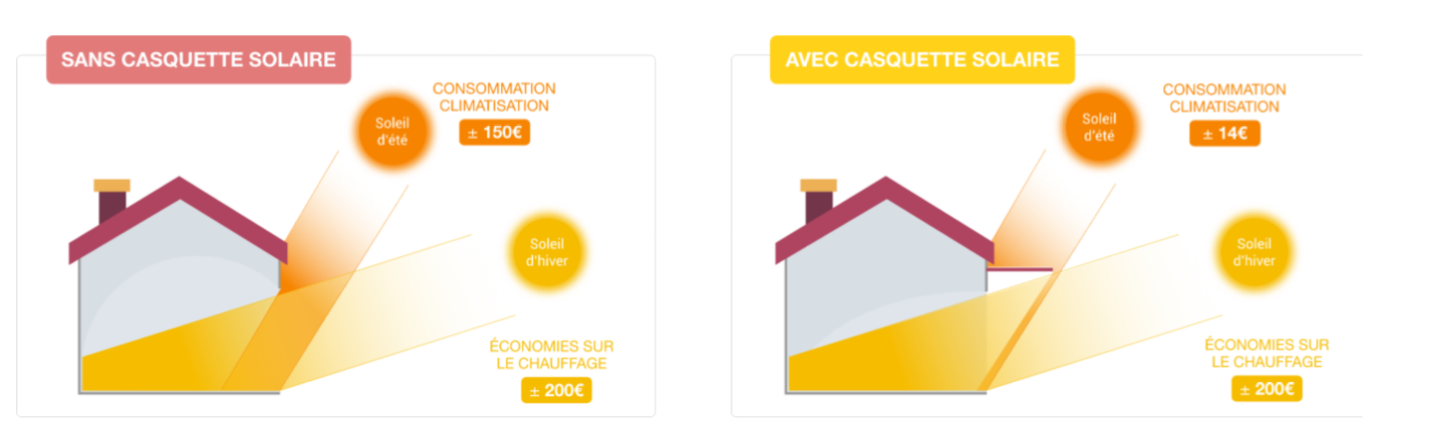 SANS CASQUETTE SOLAIRE
CONSOMMATION
CLIMATISATION
± 150€
Soleil
d'été
Soleil
d'hiver
ÉCONOMIES SUR
LE CHAUFFAGE
± 200€
AVEC CASQUETTE SOLAIRE
CONSOMMATION
CLIMATISATION
± 14€
Soleil
d'été
Soleil
d'hiver
ÉCONOMIES SUR
LE CHAUFFAGE
± 200€